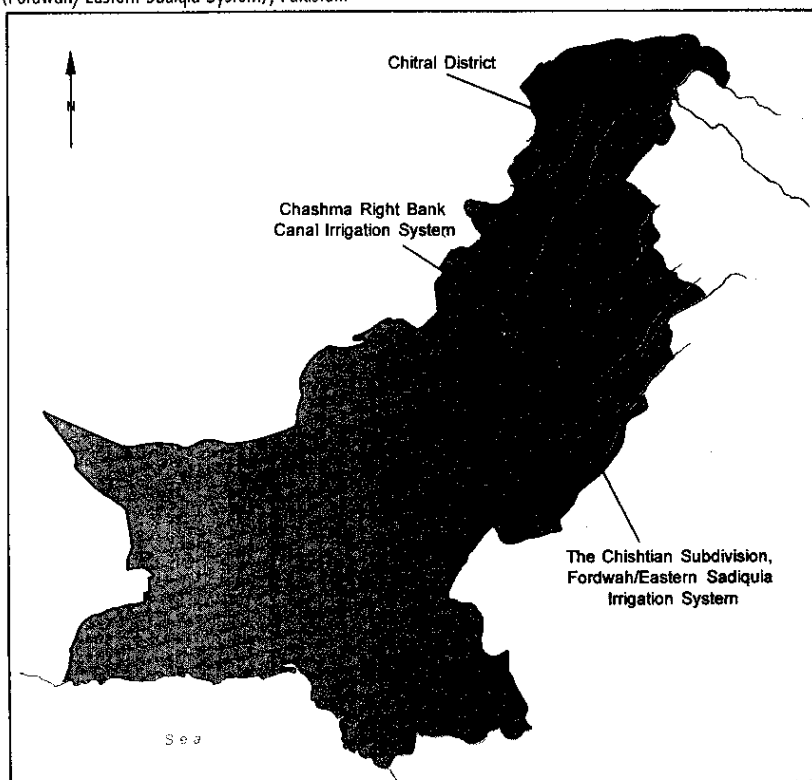 (Fordwah/Eastern Sadiqia System), Pakistan.
N
Chitral District
Chashma Right Bank
Canal Irrigation System
The Chishtian Subdivision,
Fordwah/Eastern Sadiquia
Irrigation System
Sea